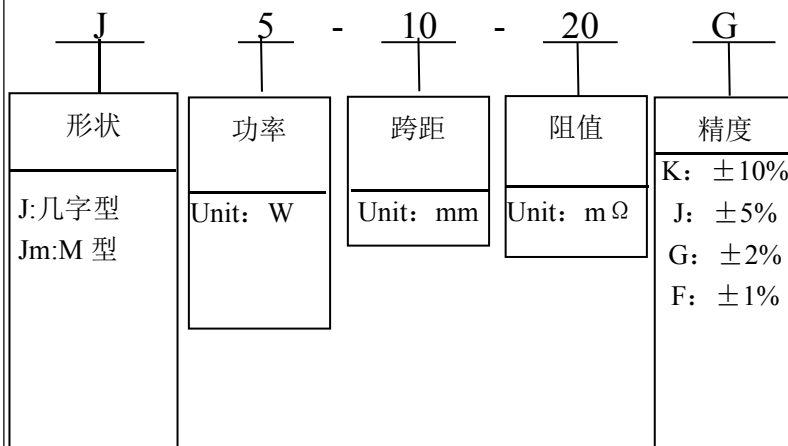 J 5 - 10 - 20 G
形状 功率 跨距 阻值 精度
J:几字型
Jm:M 型
Unit：W
Unit：mm
Unit：mΩ
K：±10%
J：±5%
G：±2%
F：±1%